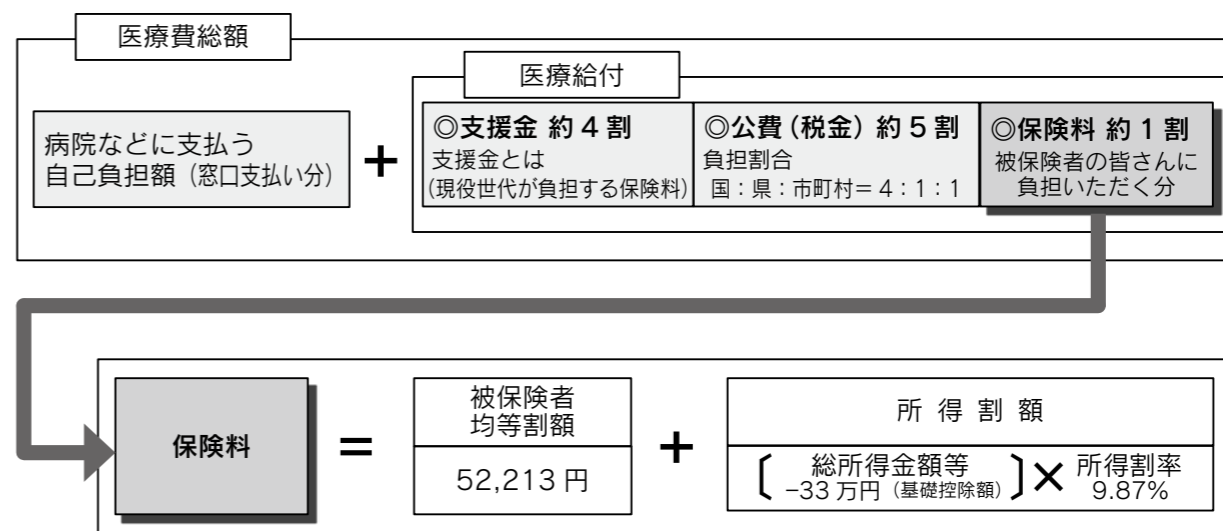 医療費総額
医療給付
病院などに支払う
自己負担額（窓口支払い分）
+
◎支援金 約４割
支援金とは
（現役世代が負担する保険料）
◎公費（税金）約５割
負担割合
国：県：市町村＝４：１：１
◎保険料 約１割
被保険者の皆さんに
負担いただく分
保険料
=
被保険者
均等割額
52,213 円
+
所得割額
〔総所得金額等
−33 万円（基礎控除額）〕×
所得割率
9.87%